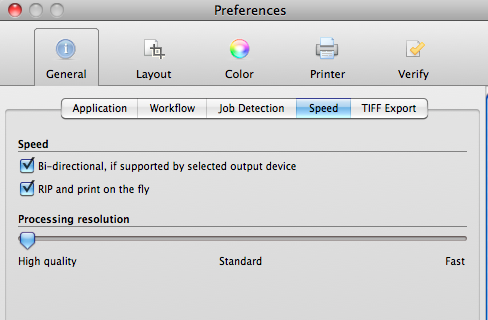 Preferences
General Layout Color Printer Verify
Application Workflow Job Detection Speed TIFF Export
Speed
Bi-directional, if supported by selected output device
RIP and print on the fly
Processing resolution
High quality Standard Fast